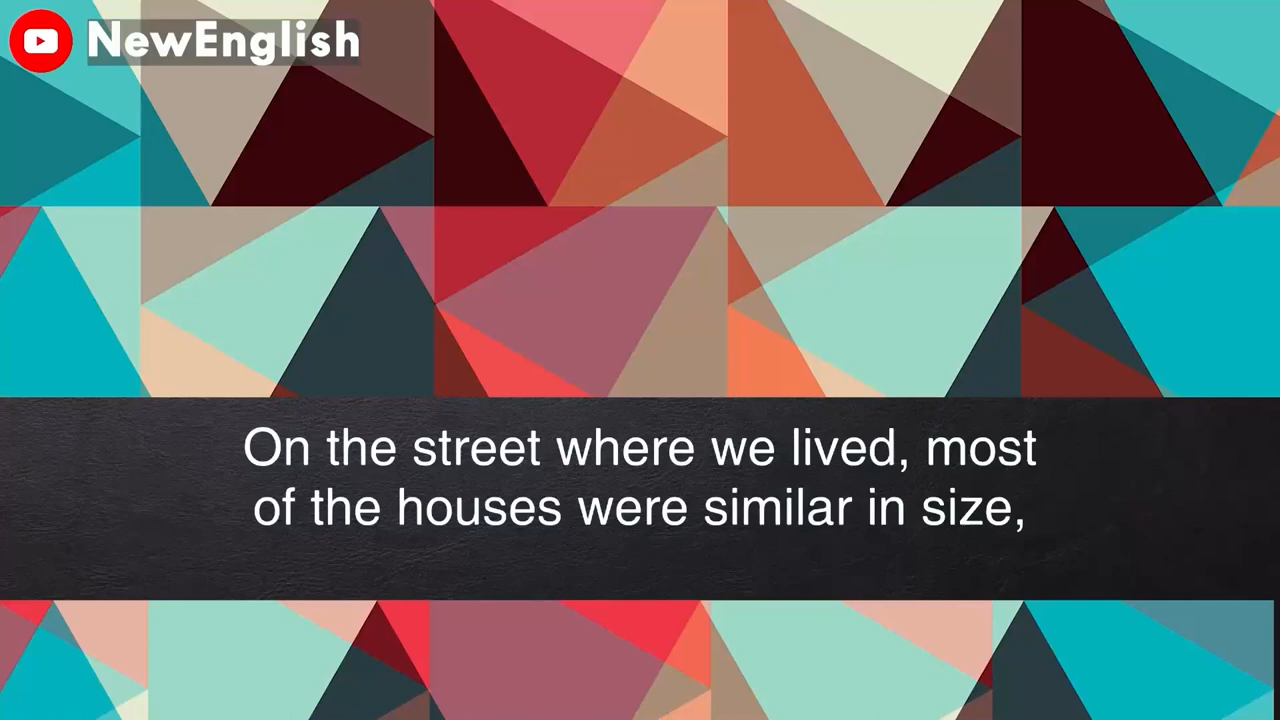 NewEnglish
On the street where we lived, most
of the houses were similar in size,